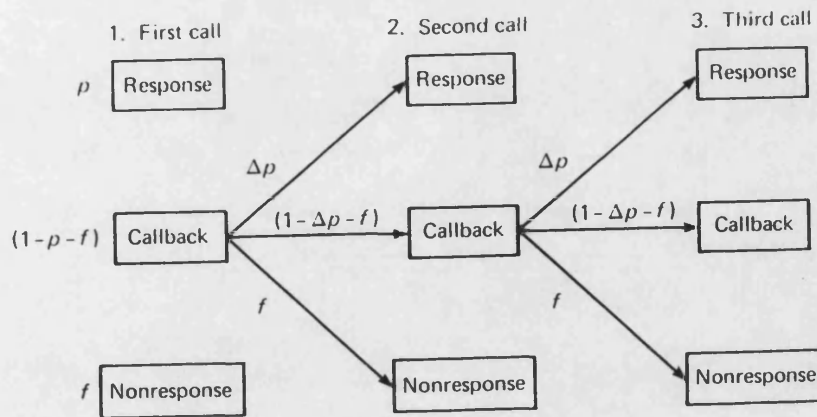 1. First call
2. Second call
3. Third call
p
Response
Response
Response
Δp
Δp
(1-p-f)
Callback
(1-Δp-f)
Callback
(1-Δp-f)
Callback
f
f
f
Nonresponse
Nonresponse
Nonresponse